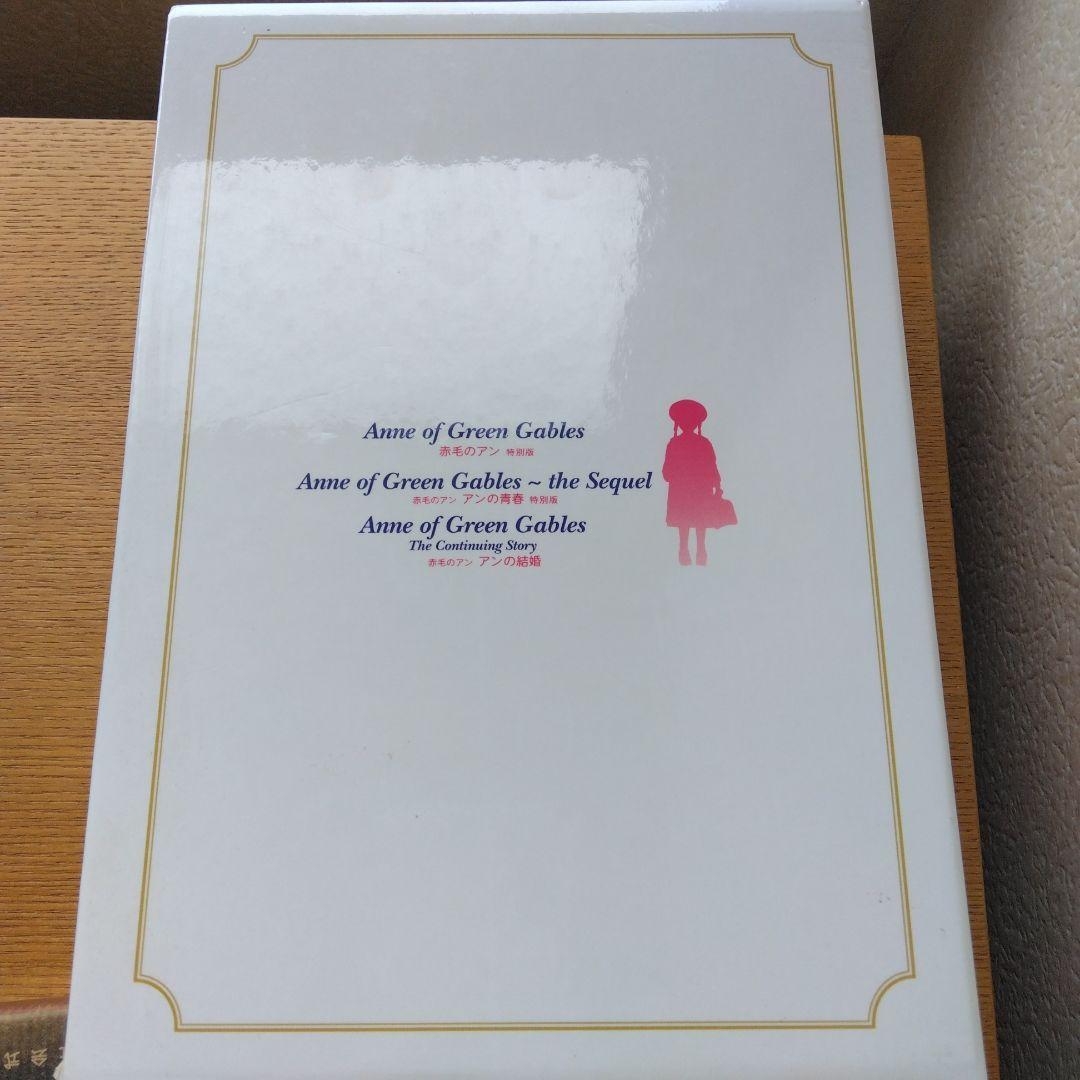 Anne of Green Gables
赤毛のアン 特別版
Anne of Green Gables ~ the Sequel
赤毛のアン アンの青春 特別版
Anne of Green Gables
The Continuing Story
赤毛のアン アンの結婚